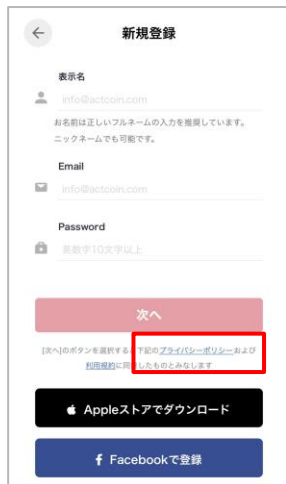 新規登録
表示名
info@actcoin.com
お名前は正しいフルネームの入力を推奨しています。
ニックネームでも可能です。
Email
info@actcoin.com
Password
英数字10文字以上
次へ
[次へ]のボタンを選択すると下記のプライバシーポリシーおよび
利用規約に同意したものとみなします
Appleストアでダウンロード
Facebookで登録